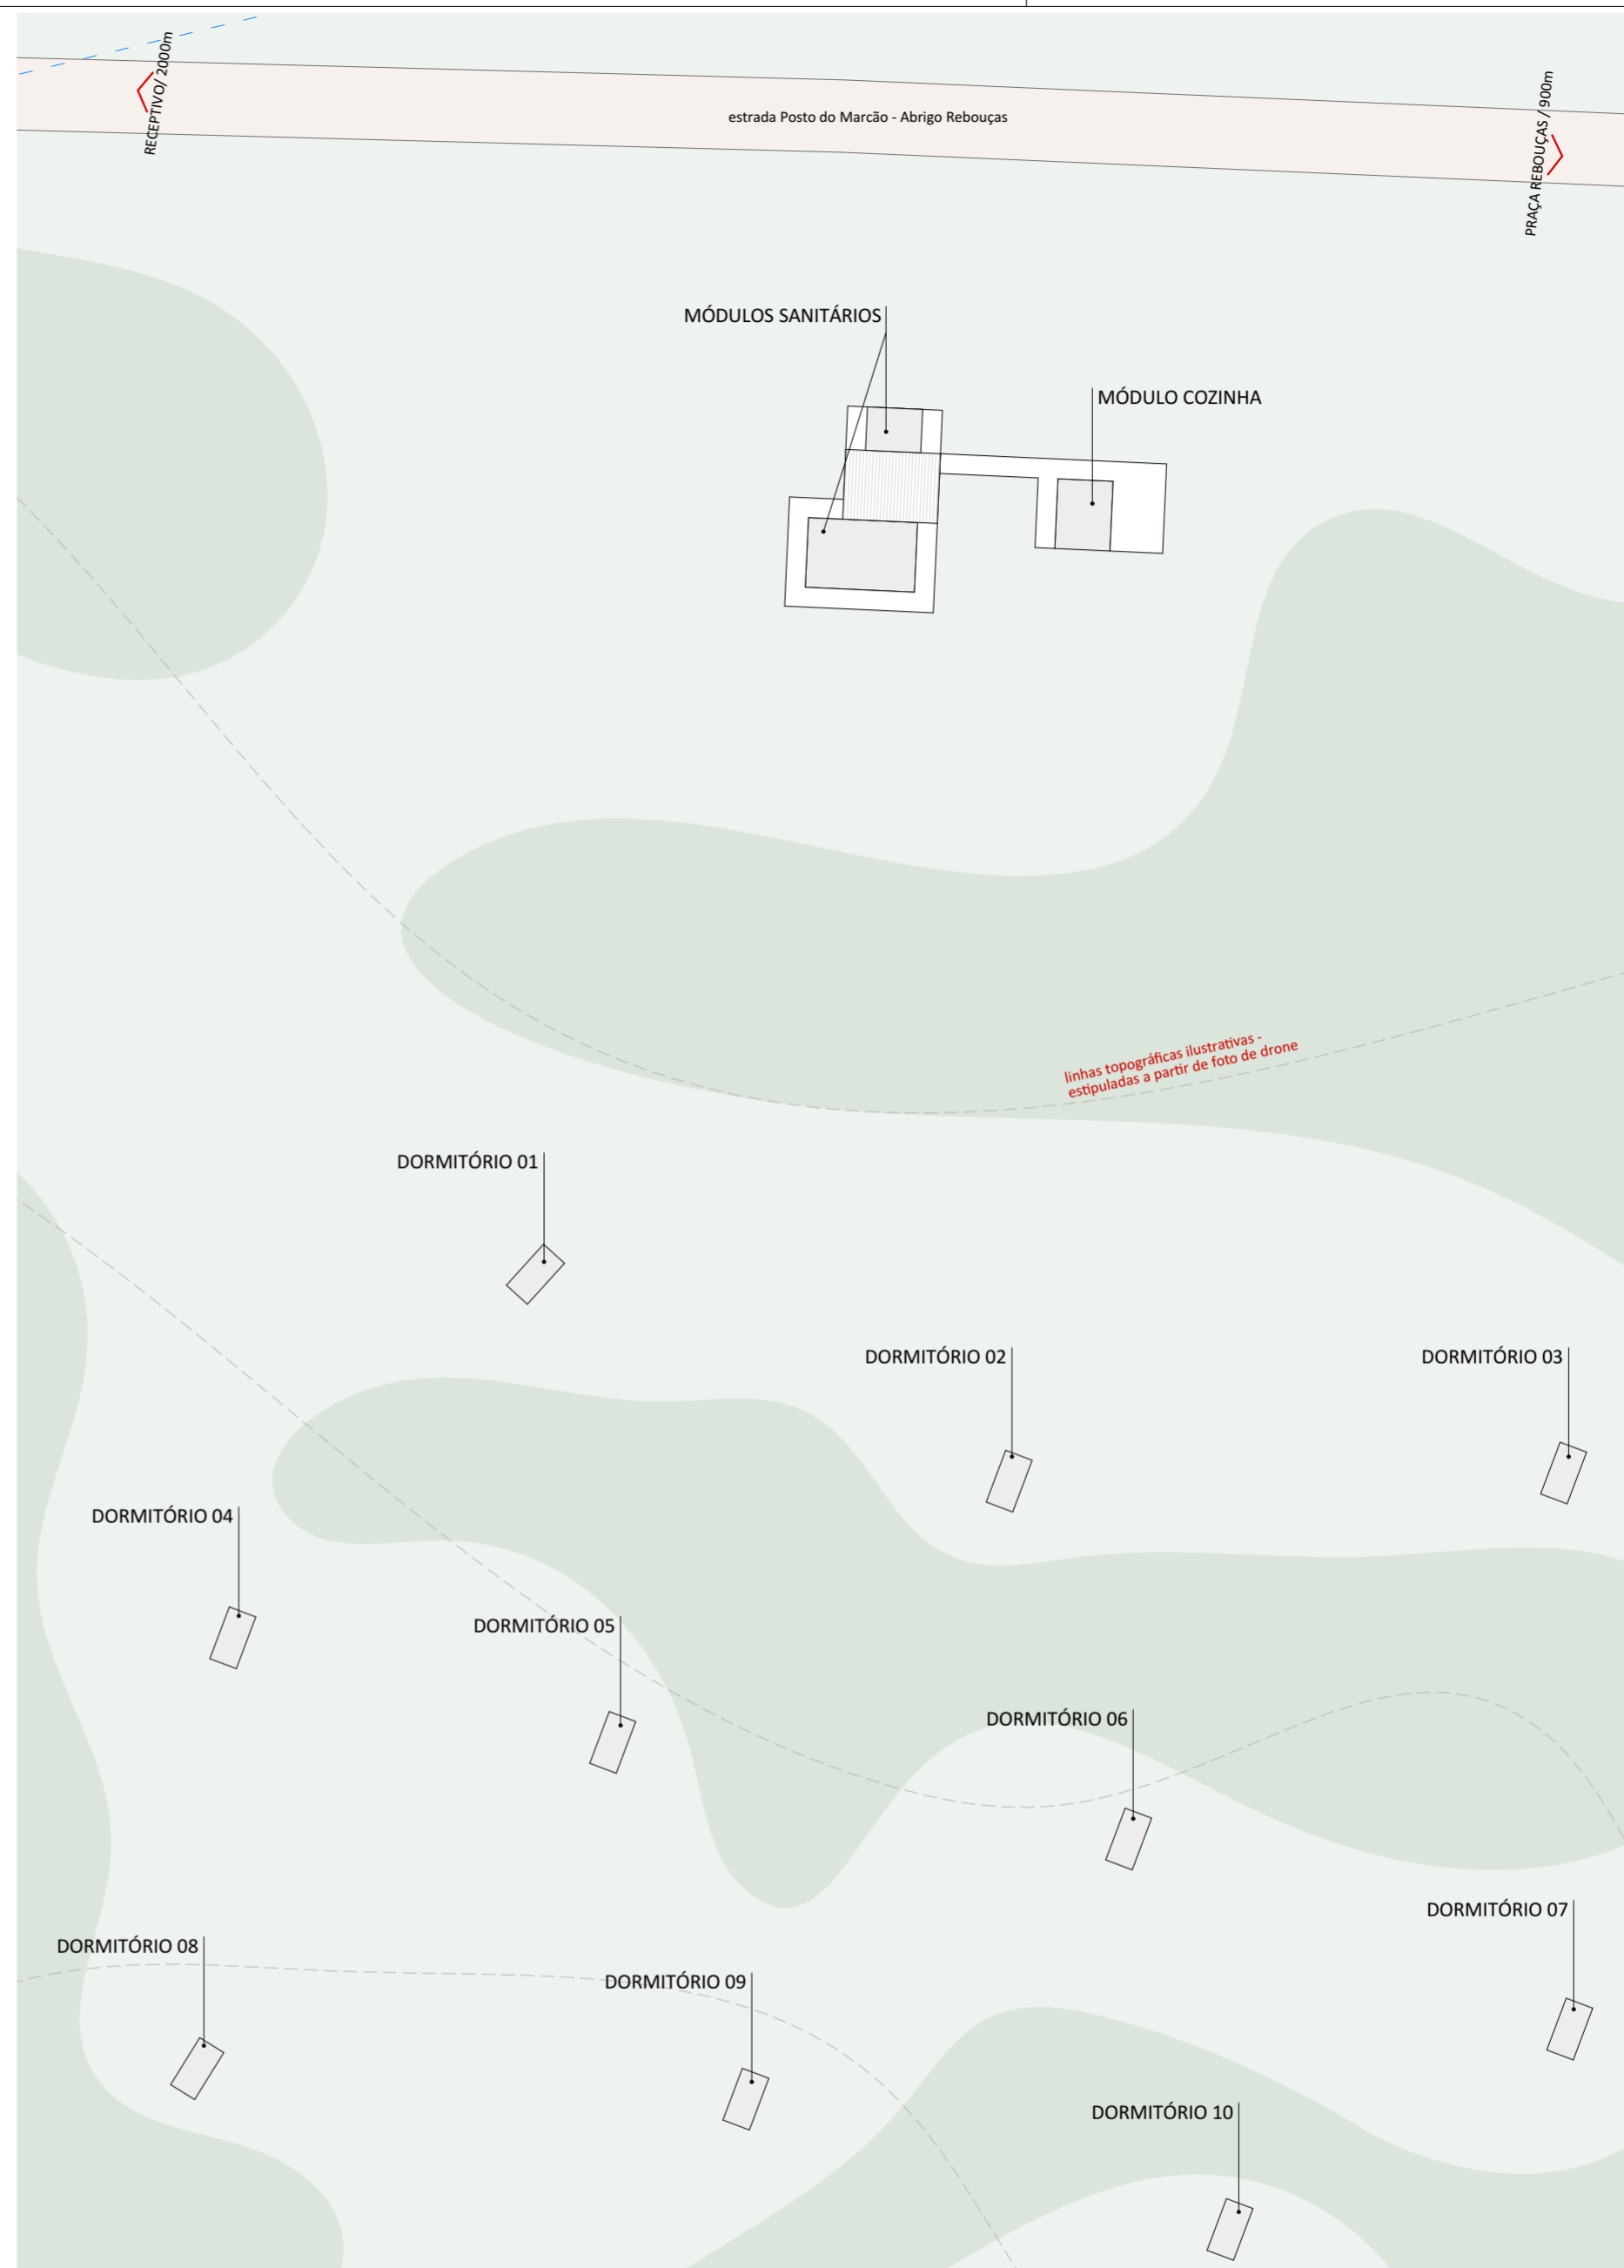 RECEPTIVO/ 2000m
estrada Posto do Marcão - Abrigo Rebouças
PRAÇA REBOUÇAS / 900m
MÓDULOS SANITÁRIOS
MÓDULO COZINHA
linhas topográficas ilustrativas -
estipuladas a partir de foto de drone
DORMITÓRIO 01
DORMITÓRIO 02
DORMITÓRIO 03
DORMITÓRIO 04
DORMITÓRIO 05
DORMITÓRIO 06
DORMITÓRIO 07
DORMITÓRIO 08
DORMITÓRIO 09
DORMITÓRIO 10